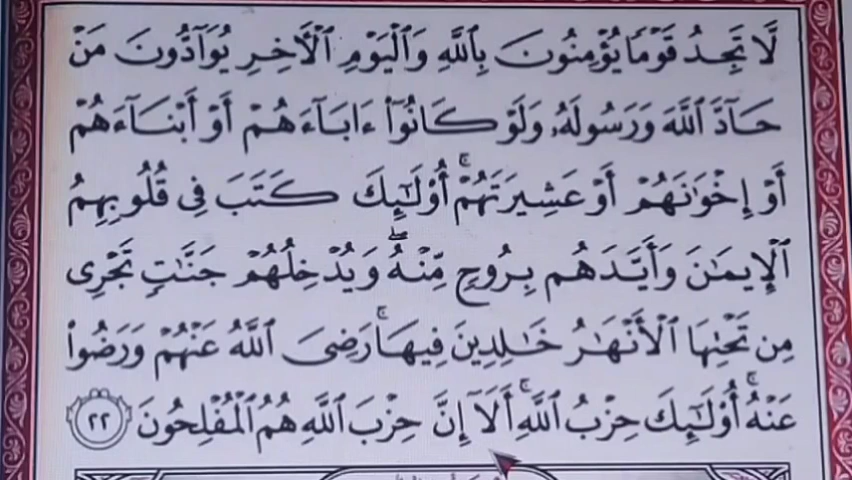 لَّا تَجِدُ قَوْمًا يُؤْمِنُونَ بِٱللَّهِ وَٱلْيَوْمِ ٱلْأَخِرِ يُوَآدُّونَ مَنْ
حَآدَّ ٱللَّهَ وَرَسُولَهُۥ وَلَوْ كَانُوٓا۟ ءَابَآءَهُمْ أَوْ أَبْنَآءَهُمْ
أَوْ إِخْوَٰنَهُمْ أَوْ عَشِيرَتَهُمْ ۚ أُو۟لَٰٓئِكَ كَتَبَ فِى قُلُوبِهِمُ
ٱلْإِيمَٰنَ وَأَيَّدَهُم بِرُوحٍ مِّنْهُ ۖ وَيُدْخِلُهُمْ جَنَّٰتٍ تَجْرِى
مِن تَحْتِهَا ٱلْأَنْهَٰرُ خَٰلِدِينَ فِيهَا ۚ رَضِىَ ٱللَّهُ عَنْهُمْ وَرَضُوا۟
عَنْهُ ۚ أُو۟لَٰٓئِكَ حِزْبُ ٱللَّهِ ۚ أَلَآ إِنَّ حِزْبَ ٱللَّهِ هُمُ ٱلْمُفْلِحُونَ ٢٢